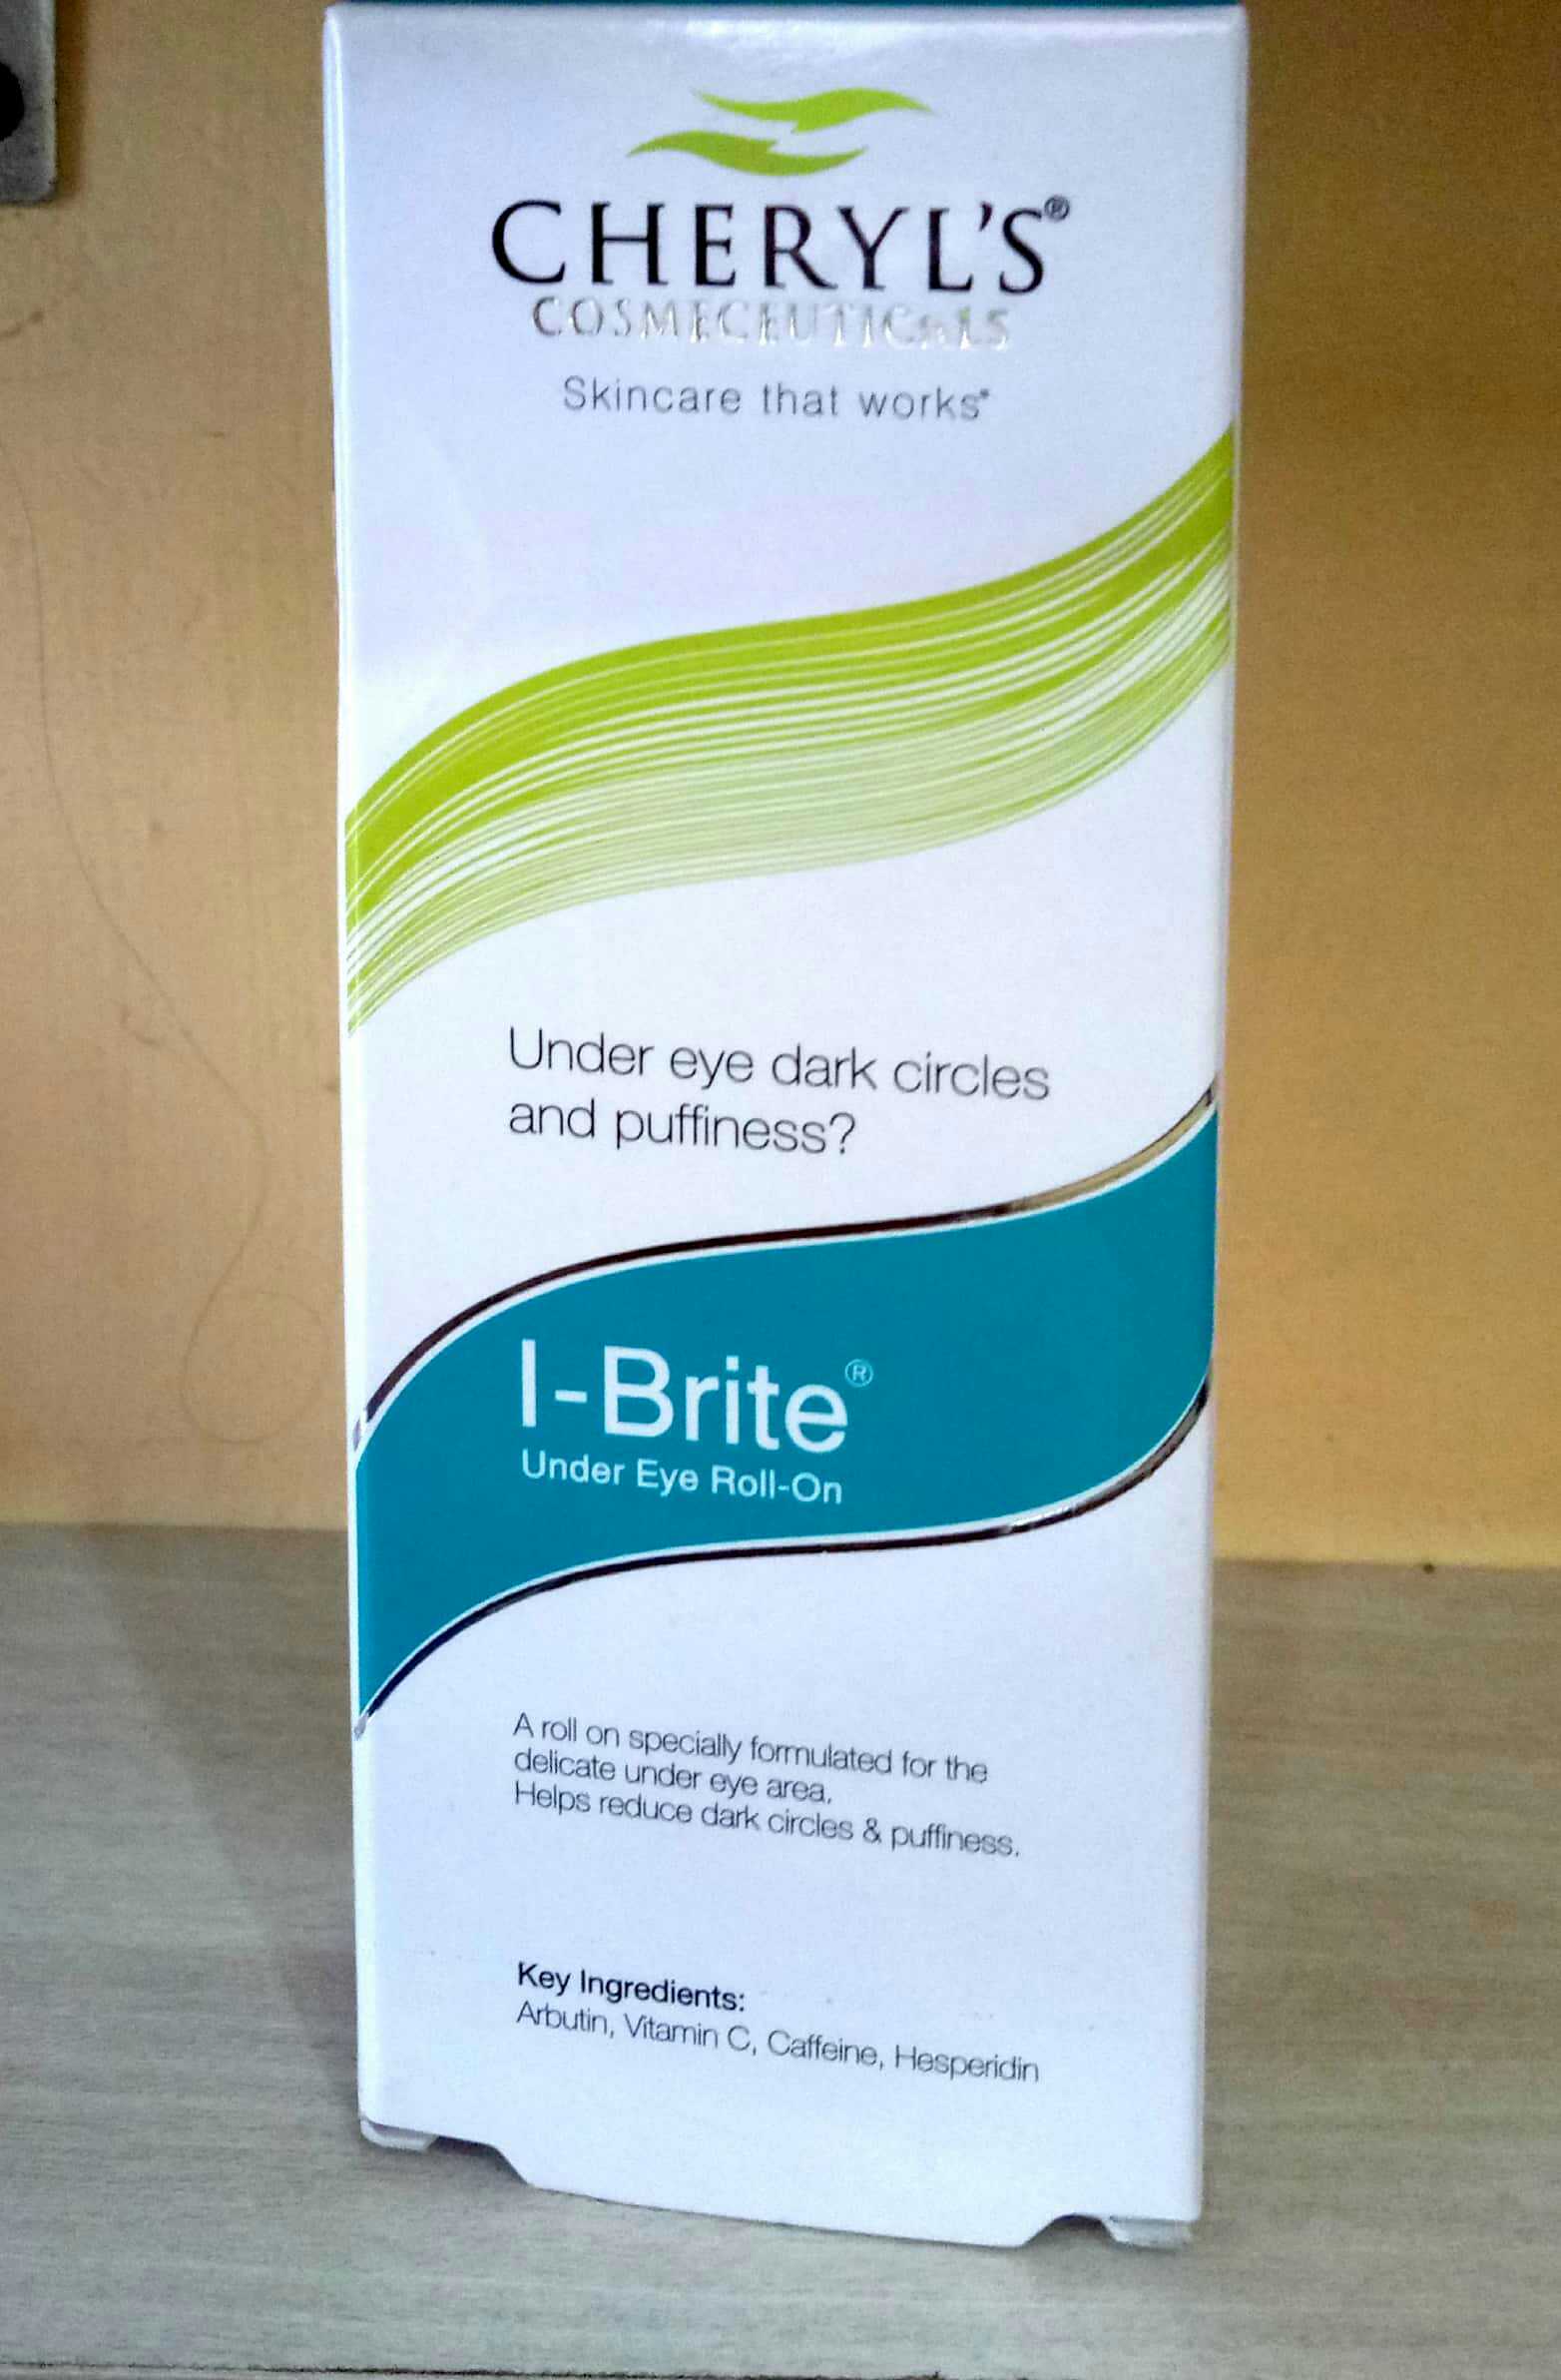 CHERYL'S®
COSMECEUTICALS
Skincare that works*
Under eye dark circles
and puffiness?
I-Brite®
Under Eye Roll-On
A roll on specially formulated for the
delicate under eye area.
Helps reduce dark circles & puffiness.
Key Ingredients:
Arbutin, Vitamin C, Caffeine, Hesperidin